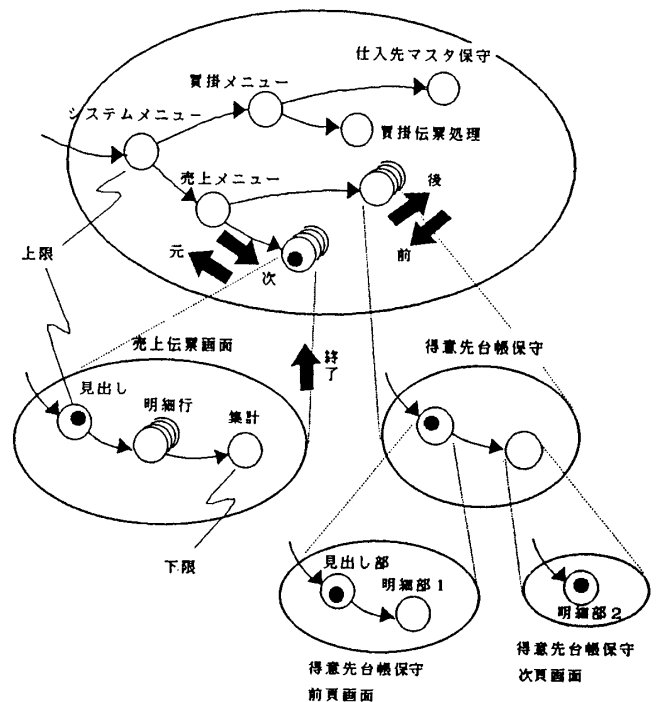 仕入先マスタ保守
買掛メニュー
システムメニュー
買掛伝票処理
売上メニュー
後
前
元
次
上限
売上伝票画面
終了
得意先台帳保守
見出し
明細行
集計
下限
見出し部
明細部1
明細部2
得意先台帳保守
前頁画面
得意先台帳保守
次頁画面